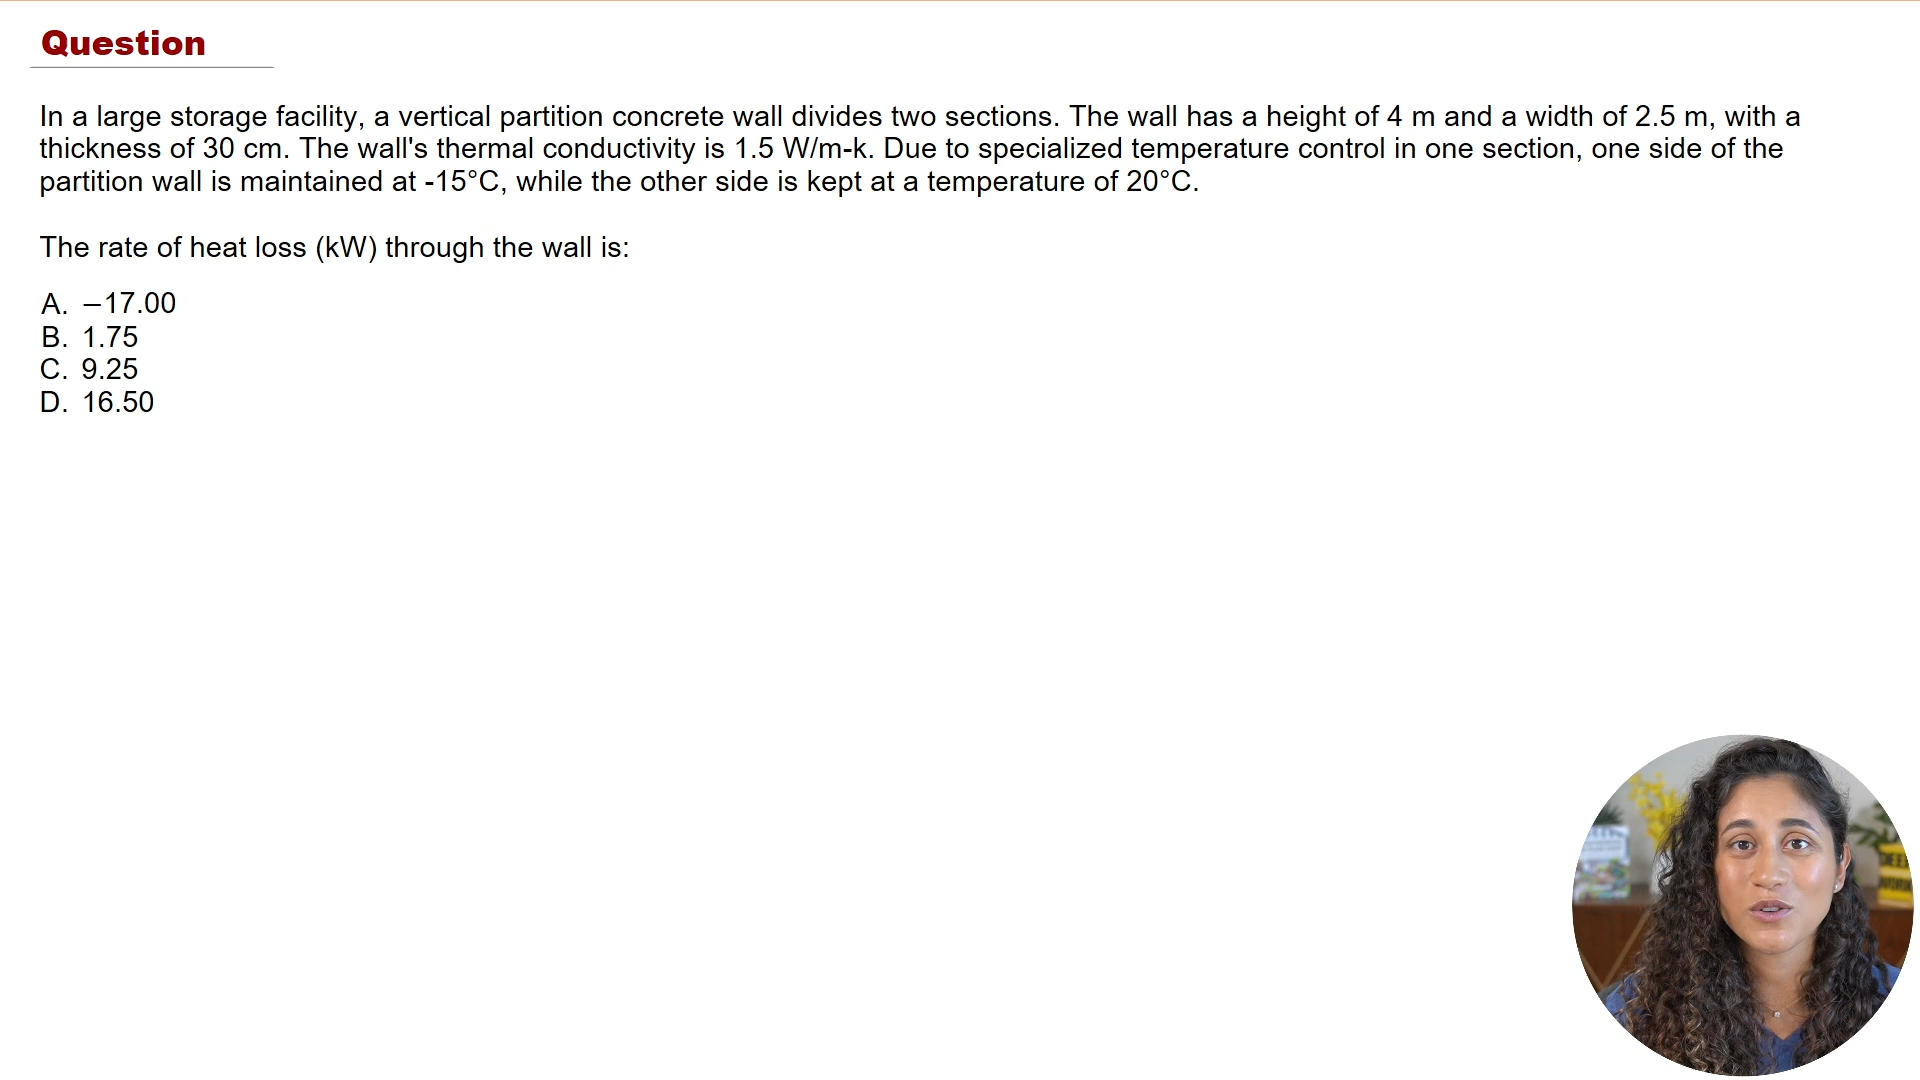 Question
In a large storage facility, a vertical partition concrete wall divides two sections. The wall has a height of 4 m and a width of 2.5 m, with a
thickness of 30 cm. The wall's thermal conductivity is 1.5 W/m-k. Due to specialized temperature control in one section, one side of the
partition wall is maintained at -15°C, while the other side is kept at a temperature of 20°C.
The rate of heat loss (kW) through the wall is:
A. −17.00
B. 1.75
C. 9.25
D. 16.50